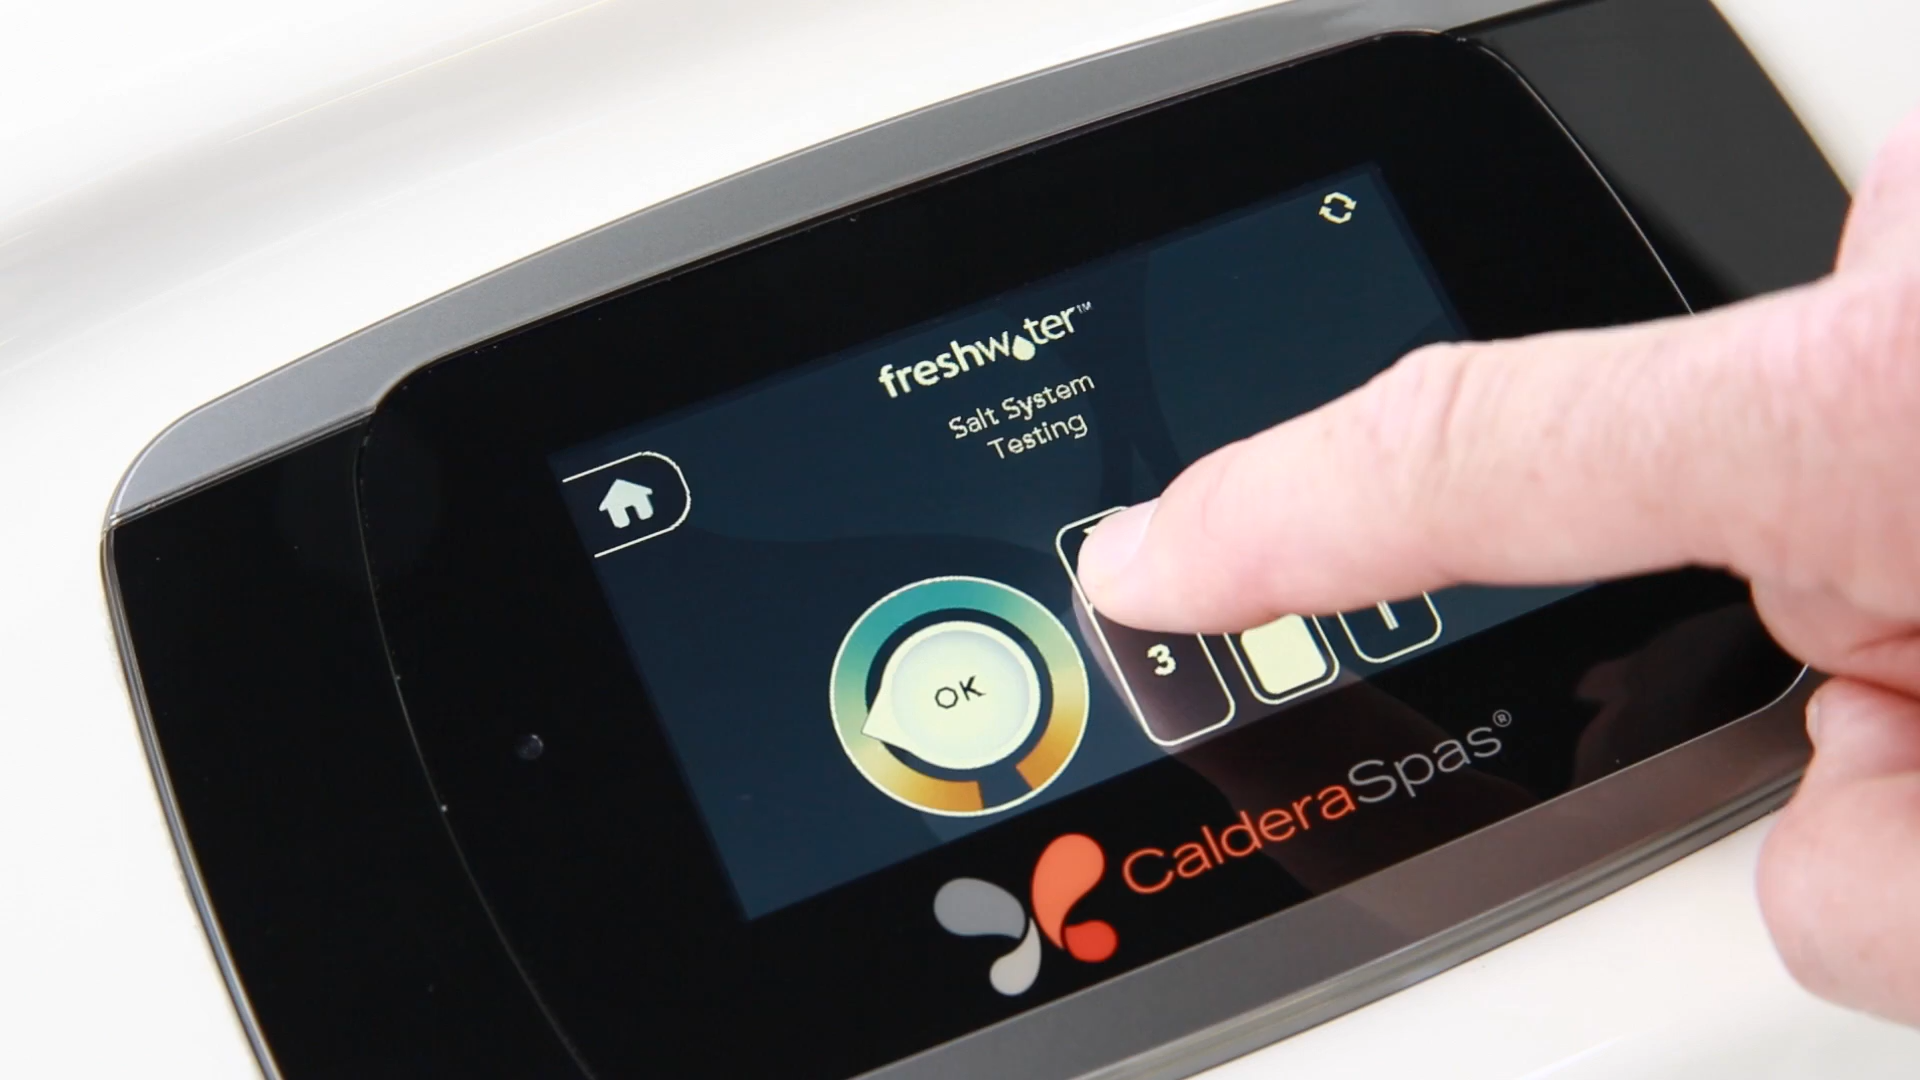 freshwater™
Salt System
Testing
OK
3
CalderaSpas®